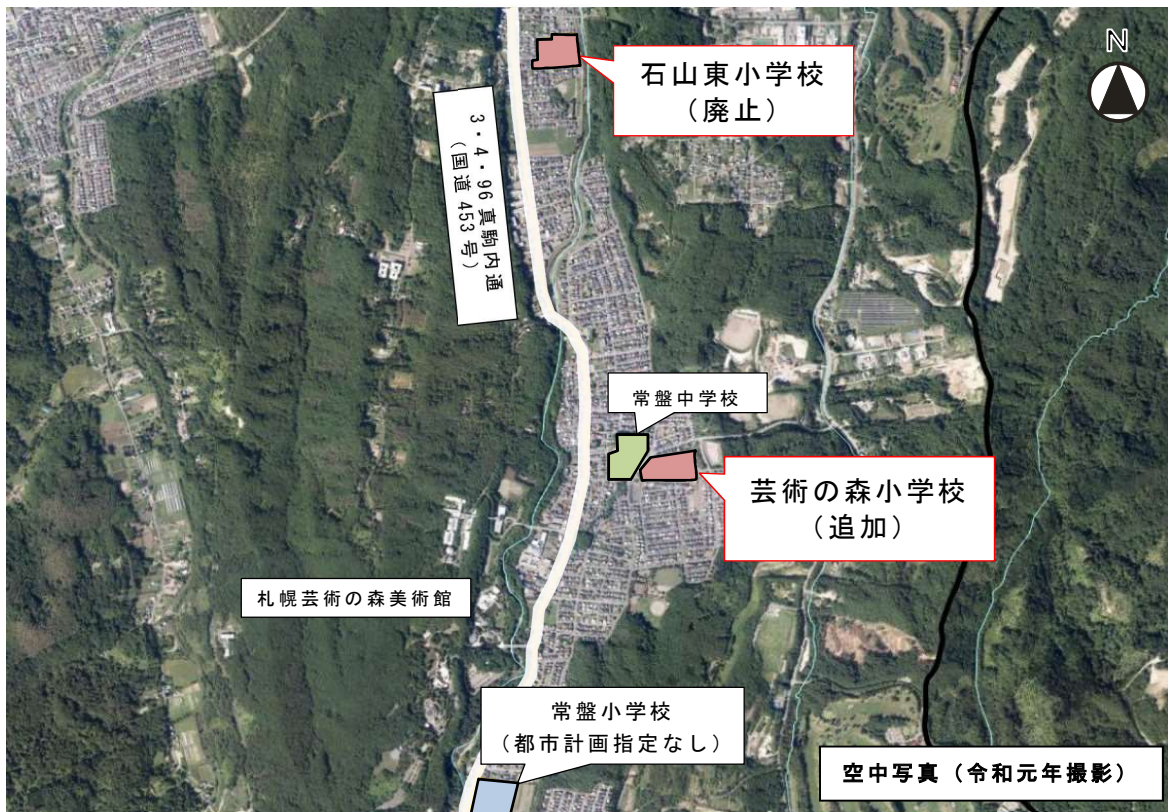 石山東小学校
（廃止）
N
3・4・96 真駒内通
（国道 453 号）
常盤中学校
芸術の森小学校
（追加）
札幌芸術の森美術館
常盤小学校
（都市計画指定なし）
空中写真（令和元年撮影）